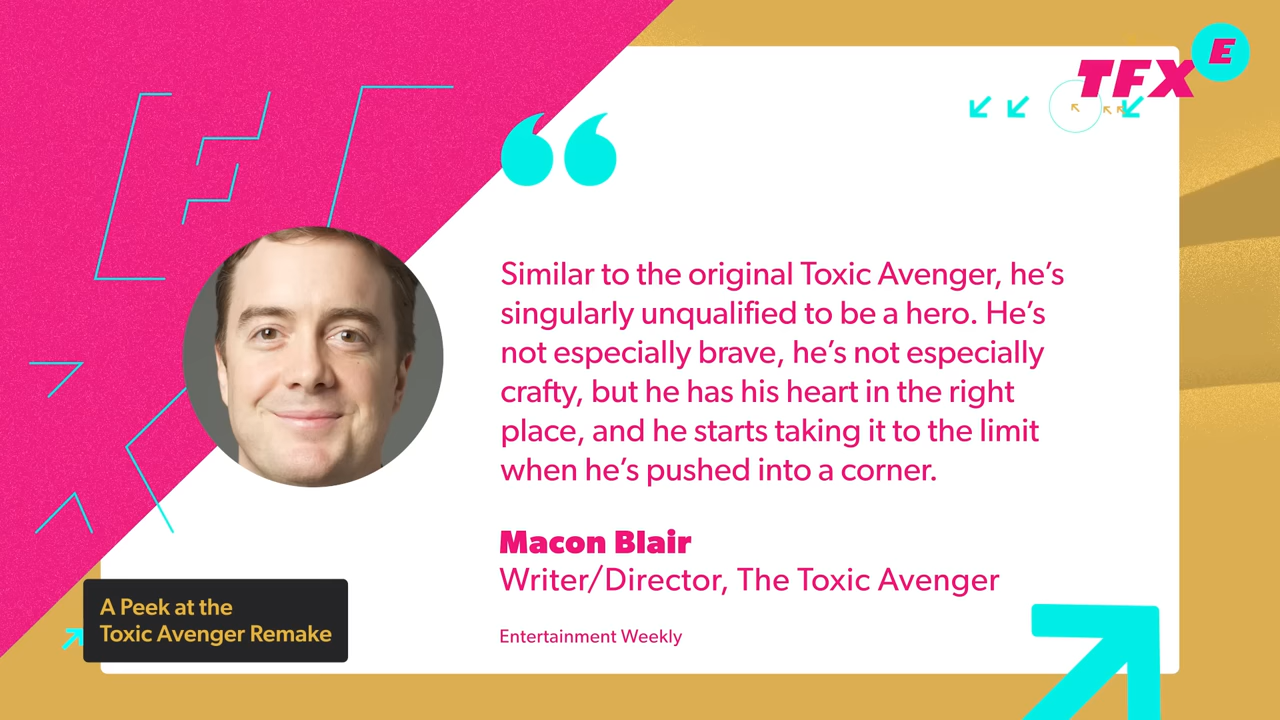 TFX E
“
Similar to the original Toxic Avenger, he’s
singularly unqualified to be a hero. He’s
not especially brave, he’s not especially
crafty, but he has his heart in the right
place, and he starts taking it to the limit
when he’s pushed into a corner.
Macon Blair
Writer/Director, The Toxic Avenger
Entertainment Weekly
A Peek at the
Toxic Avenger Remake